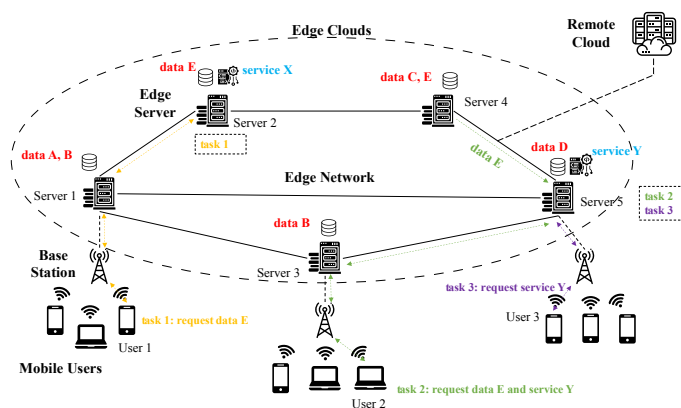 Edge Clouds
Remote
Cloud
data E
service X
data C, E
Edge
Server
Server 2
Server 4
task 1
data A, B
data E
data D
service Y
Server 1
Edge Network
Server 5
task 2
task 3
data B
Base
Station
Server 3
task 3: request service Y
task 1: request data E
User 3
User 1
Mobile Users
task 2: request data E and service Y
User 2